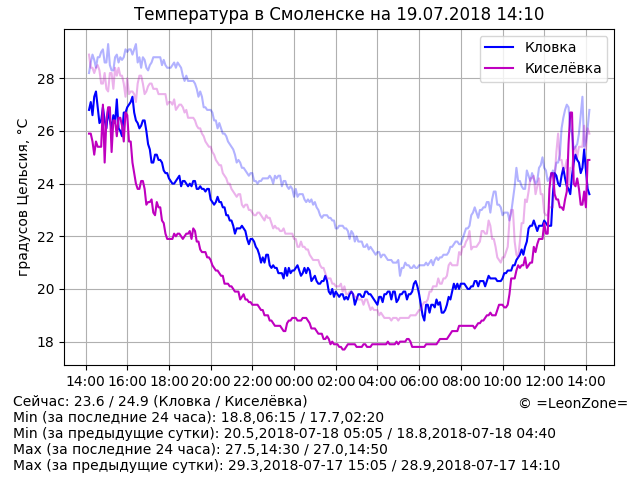 Температура в Смоленске на 19.07.2018 14:10
Кловка
Киселёвка
градусов Цельсия, °C
28
26
24
22
20
18
14:00 16:00 18:00 20:00 22:00 00:00 02:00 04:00 06:00 08:00 10:00 12:00 14:00
Сейчас: 23.6 / 24.9 (Кловка / Киселёвка)
© =LeonZone=
Min (за последние 24 часа): 18.8,06:15 / 17.7,02:20
Min (за предыдущие сутки): 20.5,2018-07-18 05:05 / 18.8,2018-07-18 04:40
Max (за последние 24 часа): 27.5,14:30 / 27.0,14:50
Max (за предыдущие сутки): 29.3,2018-07-17 15:05 / 28.9,2018-07-17 14:10